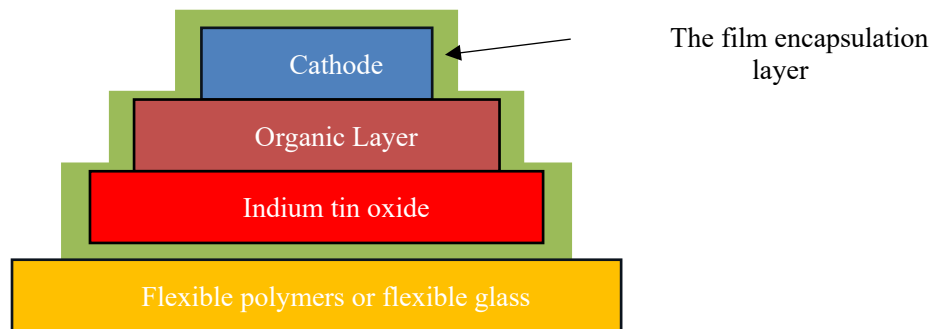 Cathode
The film encapsulation
layer
Organic Layer
Indium tin oxide
Flexible polymers or flexible glass